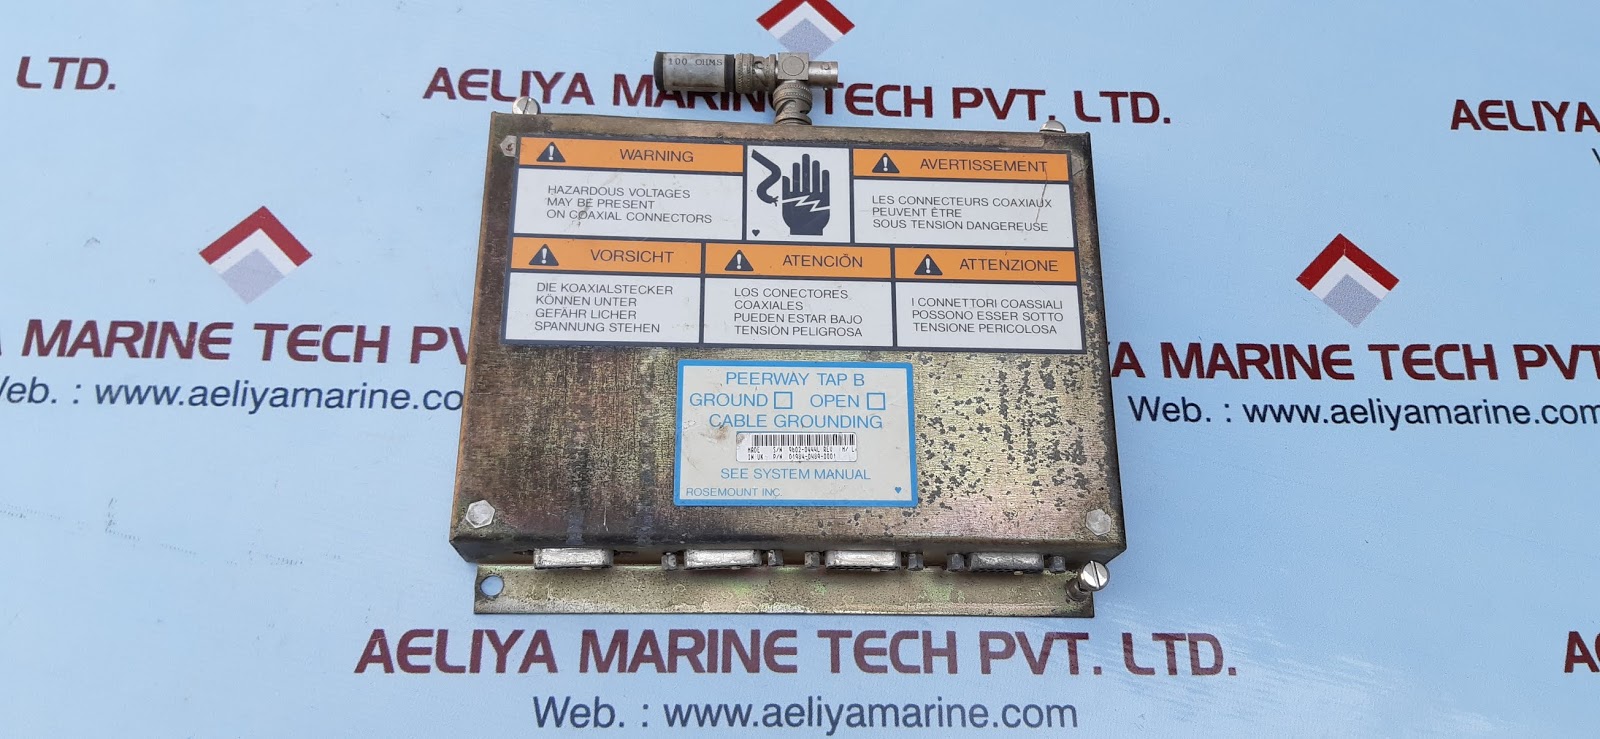 LTD.
AELIYA MARINE TECH PVT. LTD.
AELIYA
100 OHMS
WARNING
HAZARDOUS VOLTAGES
MAY BE PRESENT
ON COAXIAL CONNECTORS
AVERTISSEMENT
LES CONNECTEURS COAXIAUX
PEUVENT ÊTRE
SOUS TENSION DANGEREUSE
VORSICHT
DIE KOAXIALSTECKER
KÖNNEN UNTER
GEFÄHR LICHER
SPANNUNG STEHEN
ATENCIÓN
LOS CONECTORES
COAXIALES
PUEDEN ESTAR BAJO
TENSIÓN PELIGROSA
ATTENZIONE
I CONNETTORI COASSIALI
POSSONO ESSER SOTTO
TENSIONE PERICOLOSA
MARINE TECH PV
Web. : www.aeliyamarine.co
YA MARINE TECH PVT
Web. : www.aeliyamarine.com
PEERWAY TAP B
GROUND OPEN
CABLE GROUNDING
MADE S/N
IN UK P/N
SEE SYSTEM MANUAL
ROSEMOUNT INC.
AELIYA MARINE TECH PVT. LTD.
Web. : www.aeliyamarine.com